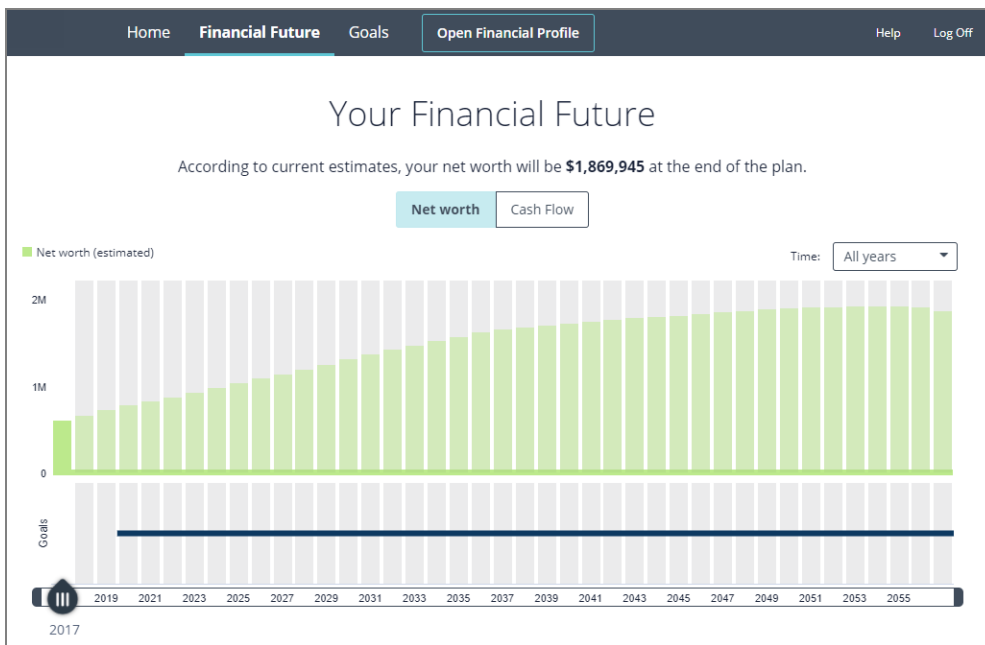 Home Financial Future Goals Open Financial Profile Help Log Off
Your Financial Future
According to current estimates, your net worth will be $1,869,945 at the end of the plan.
Net worth Cash Flow
Net worth (estimated)
Time: All years
2M
1M
0
Goals
2019 2021 2023 2025 2027 2029 2031 2033 2035 2037 2039 2041 2043 2045 2047 2049 2051 2053 2055
2017